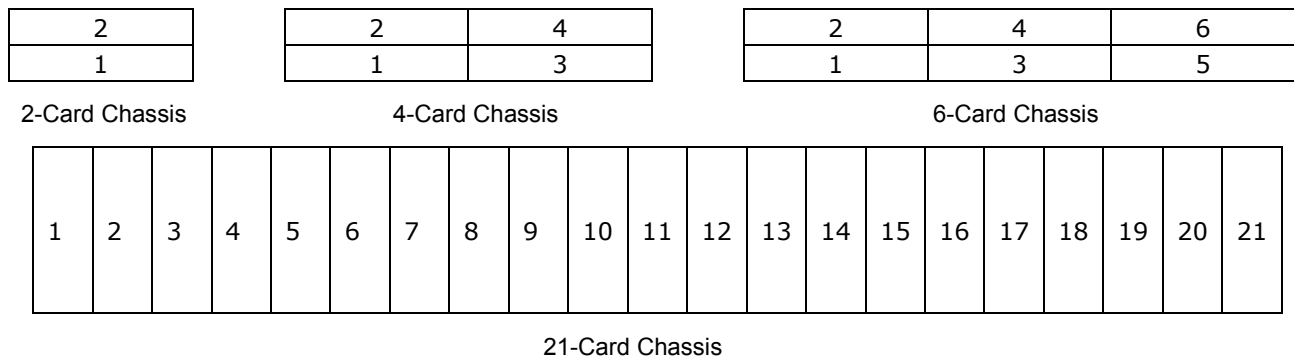 2 2 4 2 4 6
1 1 3 1 3 5
2-Card Chassis 4-Card Chassis 6-Card Chassis
1 2 3 4 5 6 7 8 9 10 11 12 13 14 15 16 17 18 19 20 21
21-Card Chassis